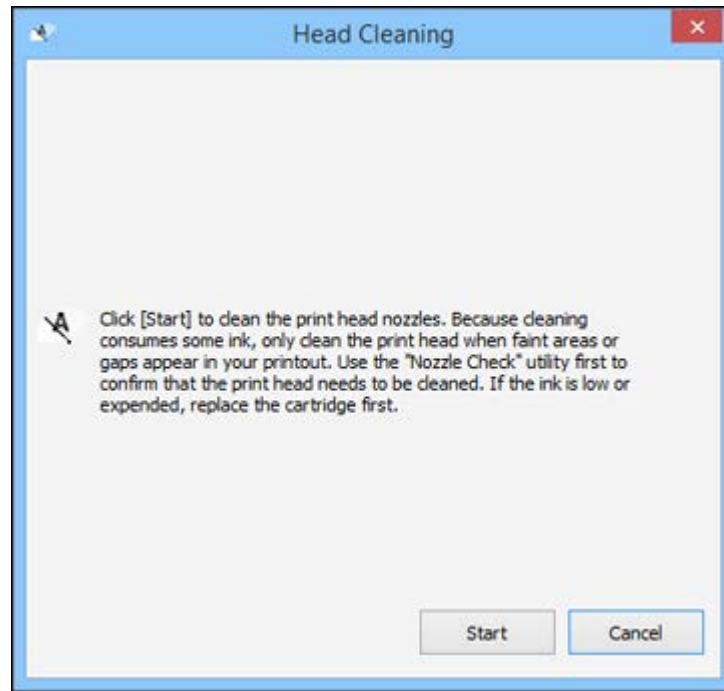 Head Cleaning
Click [Start] to clean the print head nozzles. Because cleaning
consumes some ink, only clean the print head when faint areas or
gaps appear in your printout. Use the "Nozzle Check" utility first to
confirm that the print head needs to be cleaned. If the ink is low or
expended, replace the cartridge first.
Start Cancel